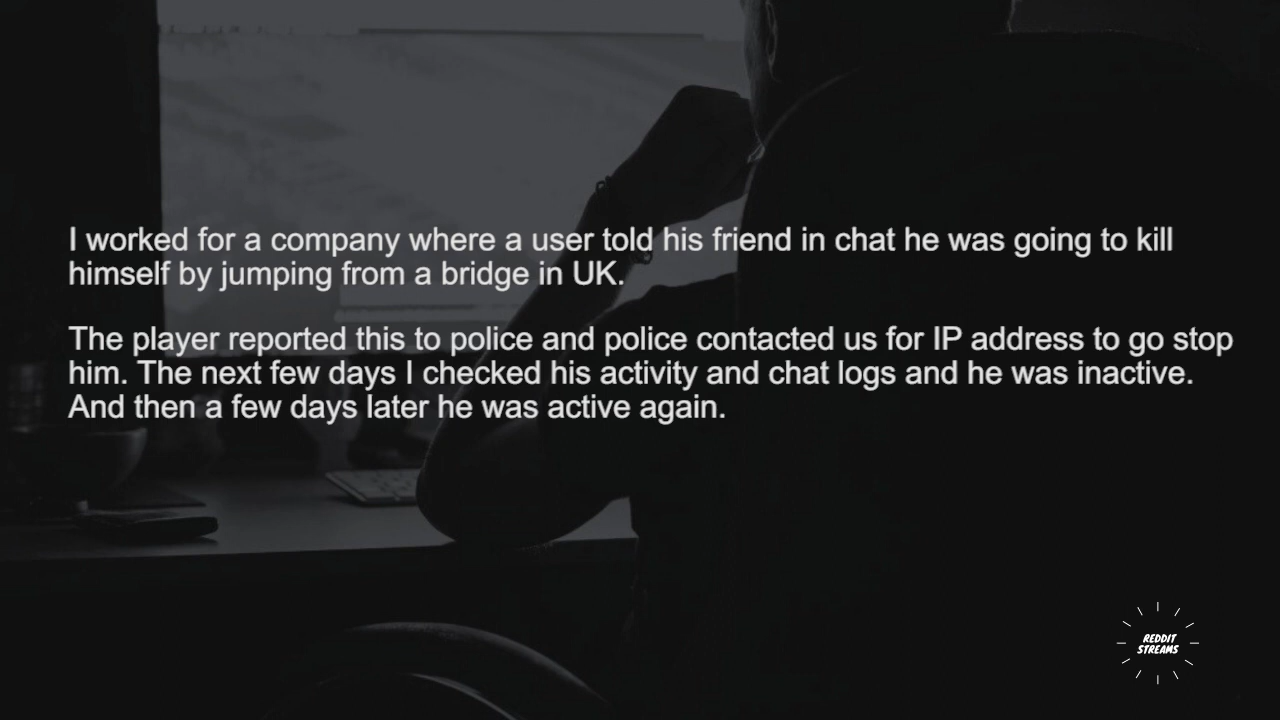 I worked for a company where a user told his friend in chat he was going to kill
himself by jumping from a bridge in UK.
The player reported this to police and police contacted us for IP address to go stop
him. The next few days I checked his activity and chat logs and he was inactive.
And then a few days later he was active again.
REDDIT
STREAMS